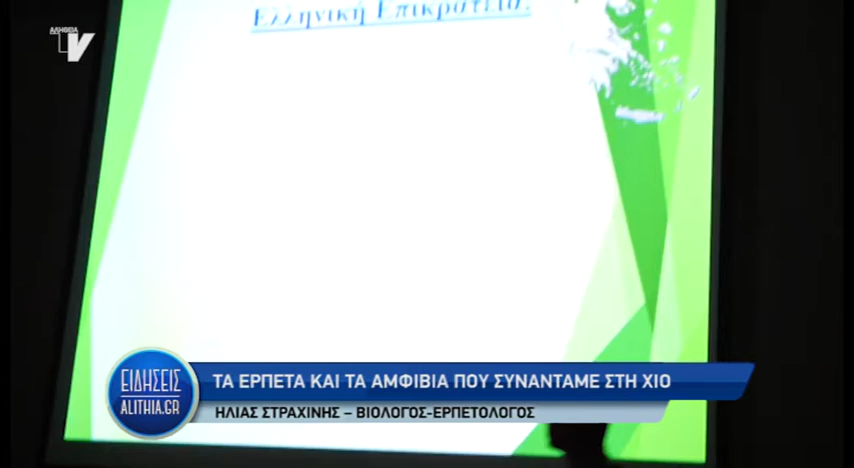 ΑΛΗΘΕΙΑ
TV
Ελληνική Επικράτεια.
ΕΙΔΗΣΕΙΣ
ALITHIA.GR
ΤΑ ΕΡΠΕΤΑ ΚΑΙ ΤΑ ΑΜΦΙΒΙΑ ΠΟΥ ΣΥΝΑΝΤΑΜΕ ΣΤΗ ΧΙΟ
ΗΛΙΑΣ ΣΤΡΑΧΙΝΗΣ – ΒΙΟΛΟΓΟΣ-ΕΡΠΕΤΟΛΟΓΟΣ